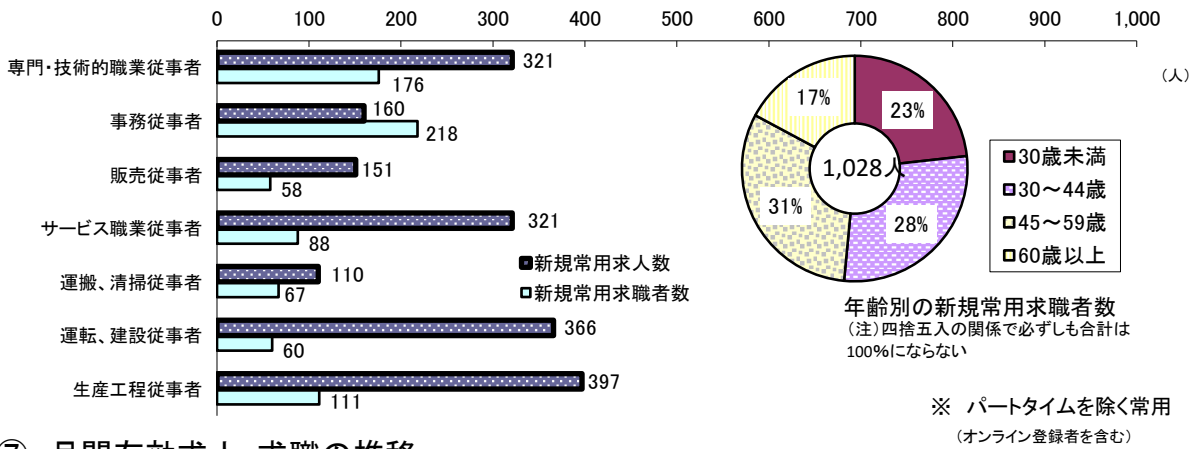 0 100 200 300 400 500 600 700 800 900 1,000
(人)
専門・技術的職業従事者 321
176
事務従事者 160
218
販売従事者 151
58
サービス職業従事者 321
88
運搬、清掃従事者 110
67
運転、建設従事者 366
60
生産工程従事者 397
111
新規常用求人数
新規常用求職者数
17%
23%
1,028人
31%
28%
30歳未満
30～44歳
45～59歳
60歳以上
年齢別の新規常用求職者数
(注)四捨五入の関係で必ずしも合計は
100%にならない
※ パートタイムを除く常用
(オンライン登録者を含む)